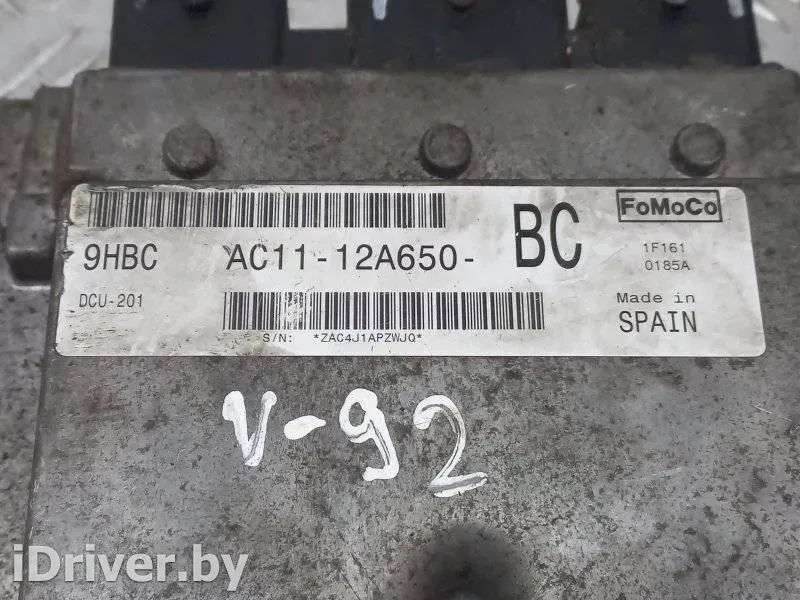 9HBC AC11-12A650- BC FoMoCo
1F161
0185A
DCU-201 Made in
SPAIN
S/N: *ZAC4J1APZWJQ*
V-92
iDriver.by